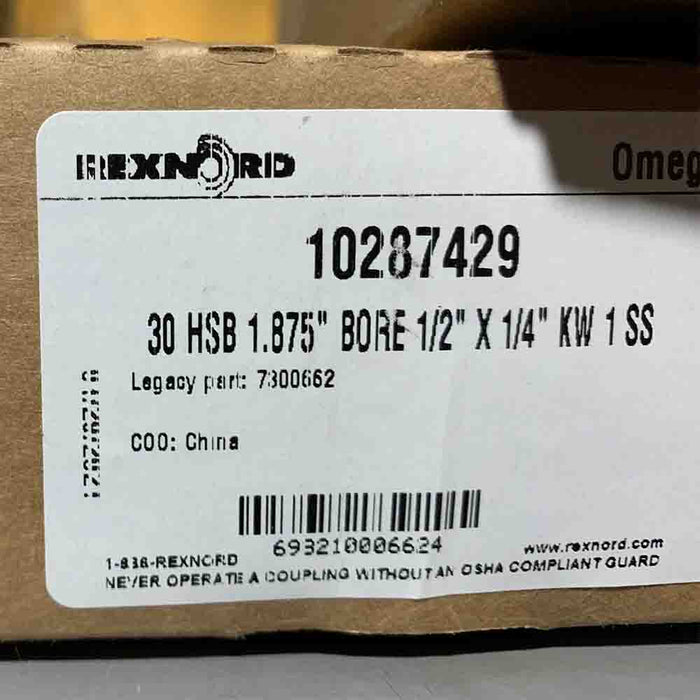 REXNORD
Omeg
10287429
30 HSB 1.875" BORE 1/2" X 1/4" KW 1 SS
Legacy part: 7300662
COO: China
693210006624
1-838-REXNORD
www.rexnord.com
NEVER OPERATE A COUPLING WITHOUT AN OSHA COMPLIANT GUARD